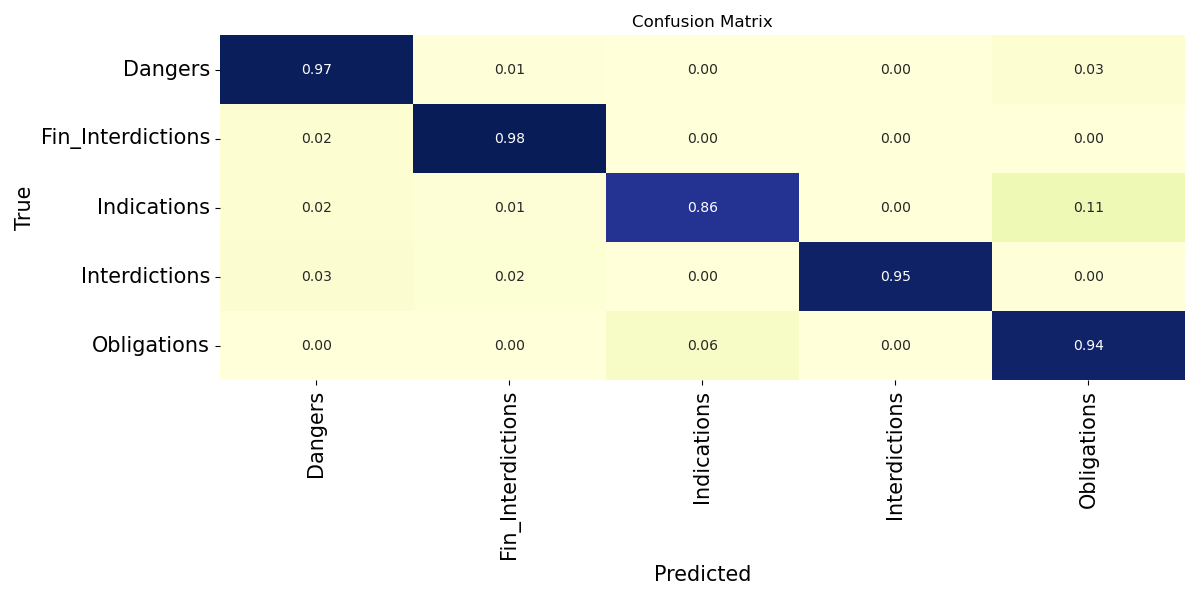 Confusion Matrix
True
Dangers 0.97 0.01 0.00 0.00 0.03
Fin_Interdictions 0.02 0.98 0.00 0.00 0.00
Indications 0.02 0.01 0.86 0.00 0.11
Interdictions 0.03 0.02 0.00 0.95 0.00
Obligations 0.00 0.00 0.06 0.00 0.94
Dangers Fin_Interdictions Indications Interdictions Obligations
Predicted